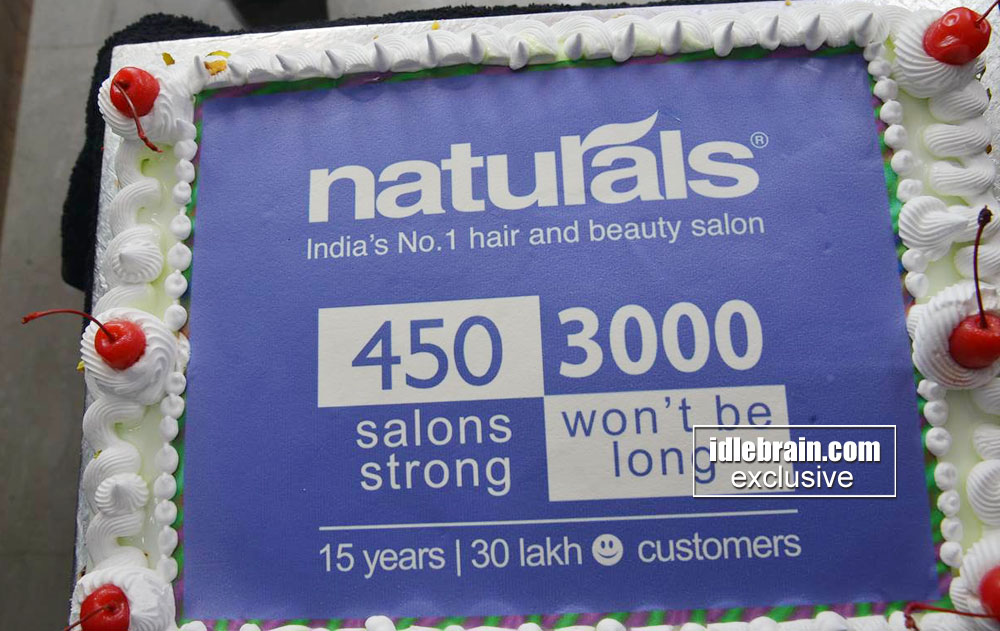 naturals®
India's No.1 hair and beauty salon
450
salons
strong
3000
won't be
long
15 years | 30 lakh customers
idlebrain.com
exclusive